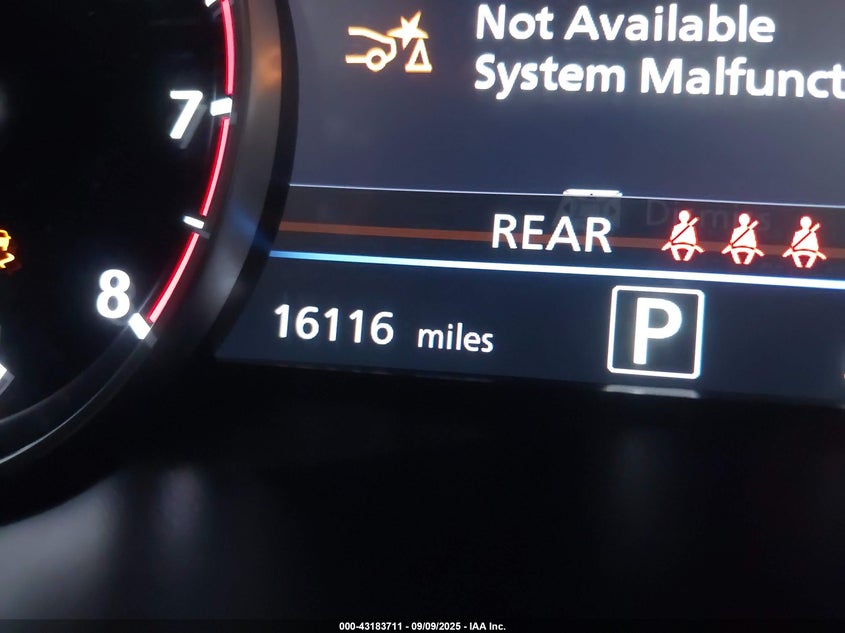 Not Available
System Malfunct
7
REAR
8
16116 miles
P
000-43183711 - 09/09/2025 - IAA Inc.